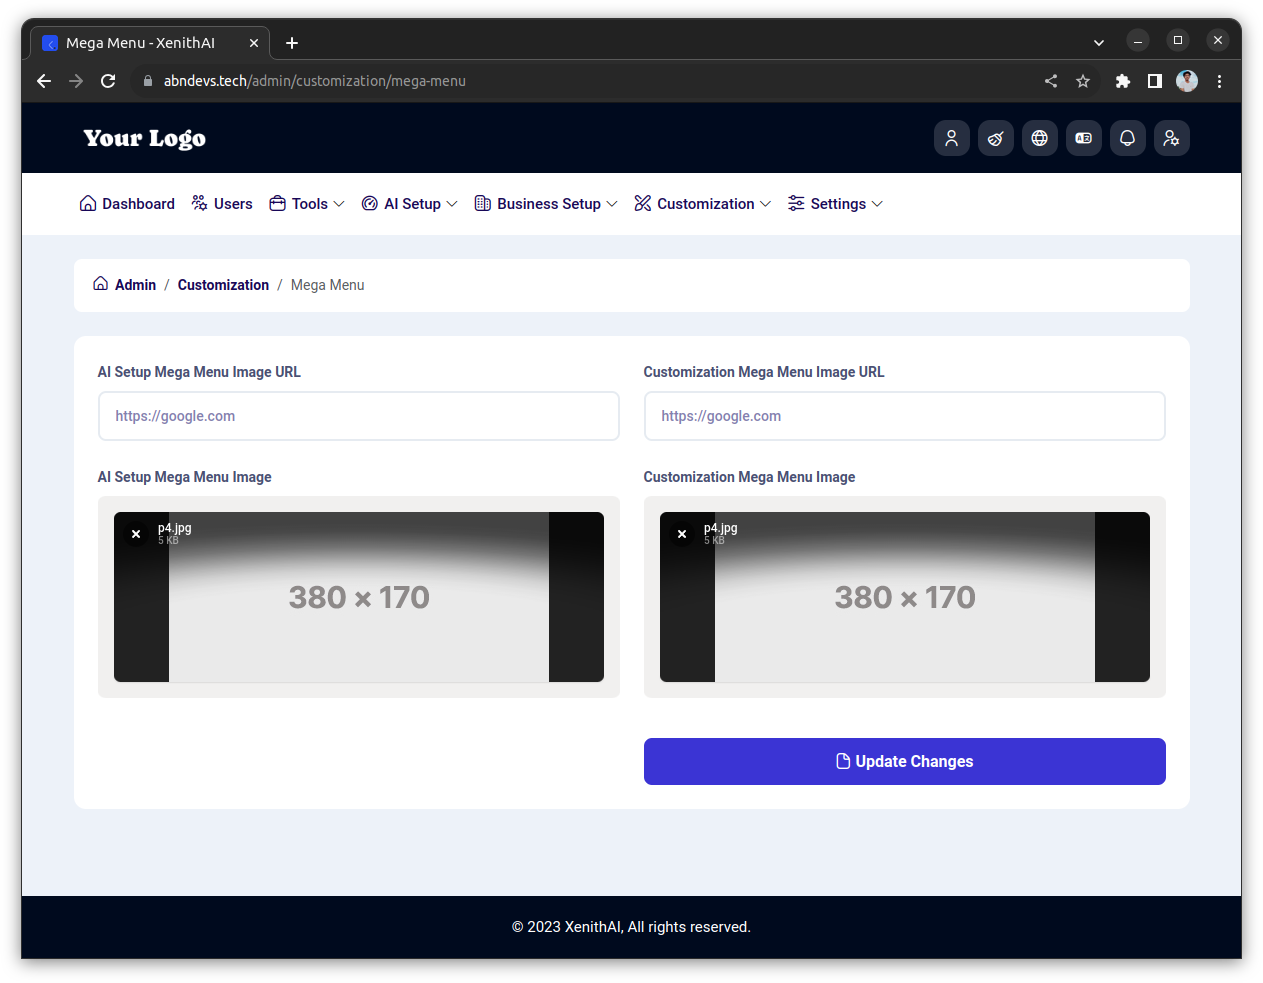 Mega Menu - XenithAI
abndevs.tech/admin/customization/mega-menu
Your Logo
Dashboard Users Tools AI Setup Business Setup Customization Settings
Admin / Customization / Mega Menu
AI Setup Mega Menu Image URL
https://google.com
Customization Mega Menu Image URL
https://google.com
AI Setup Mega Menu Image
p4.jpg
5 KB
380 × 170
Customization Mega Menu Image
p4.jpg
5 KB
380 × 170
Update Changes
© 2023 XenithAI, All rights reserved.